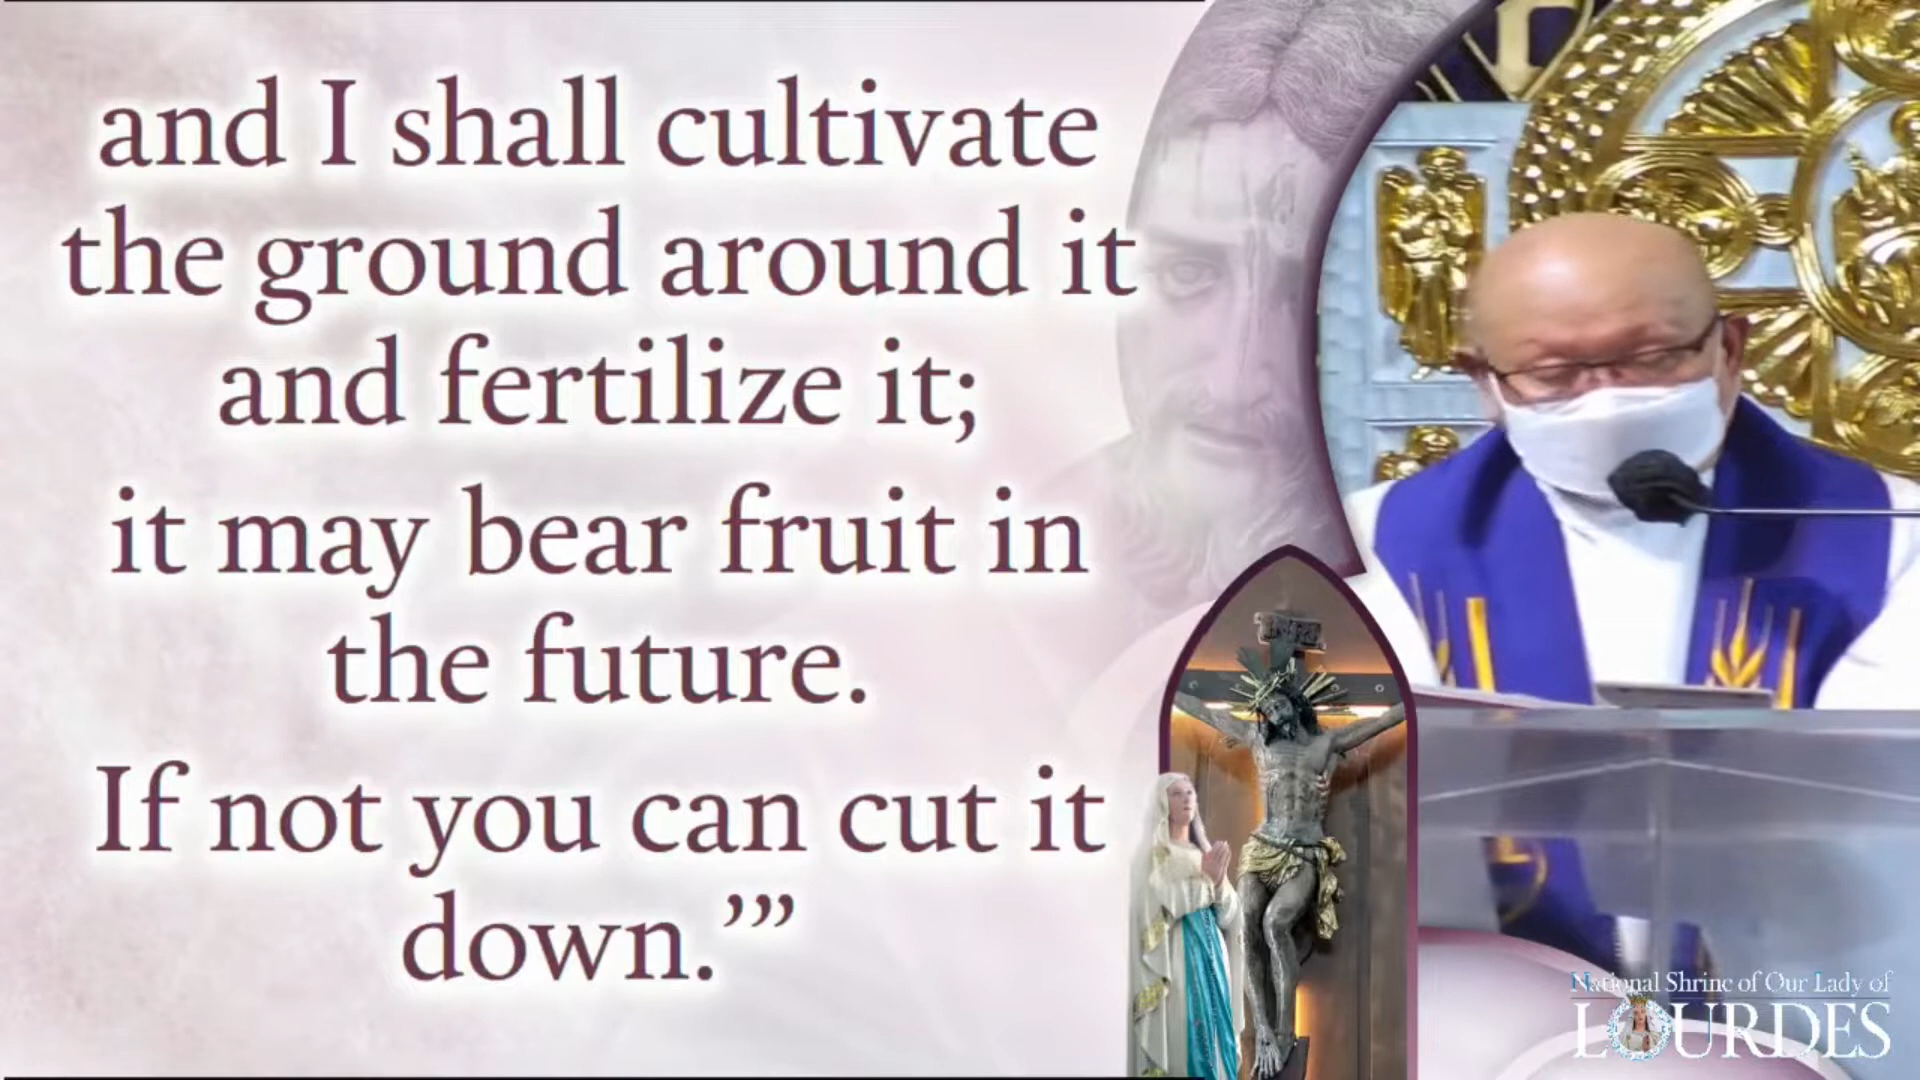 and I shall cultivate
the ground around it
and fertilize it;
it may bear fruit in
the future.
If not you can cut it
down.’”
National Shrine of Our Lady of
LOURDES